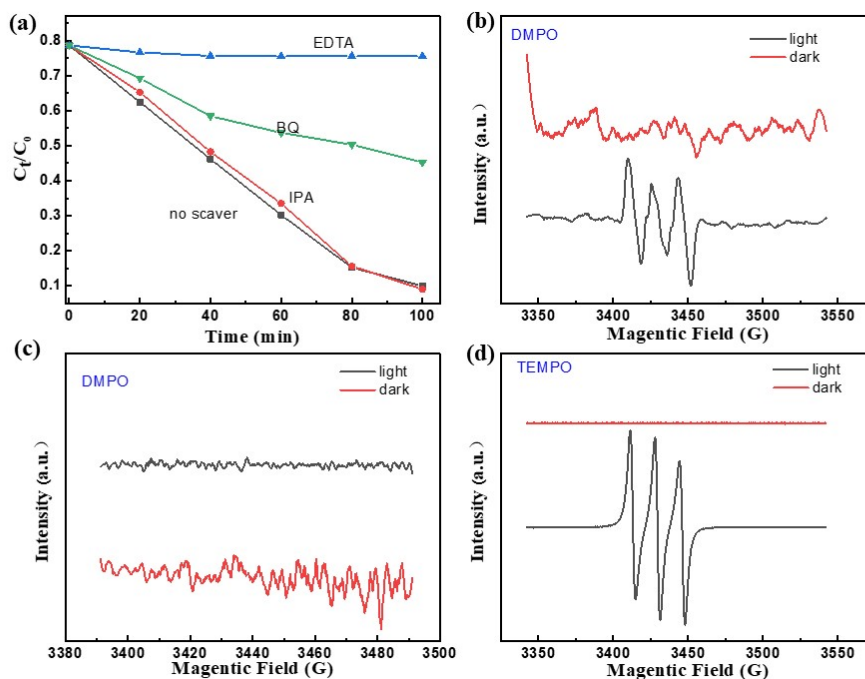 (a)
EDTA
BQ
IPA
no scaver
C_t/C_0
0.8
0.7
0.6
0.5
0.4
0.3
0.2
0.1
0 20 40 60 80 100
Time (min)
(b)
DMPO
light
dark
Intensity (a.u.)
3350 3400 3450 3500 3550
Magentic Field (G)
(c)
DMPO
light
dark
Intensity (a.u.)
3380 3400 3420 3440 3460 3480 3500
Magentic Field (G)
(d)
TEMPO
light
dark
Intensity (a.u.)
3350 3400 3450 3500 3550
Magentic Field (G)